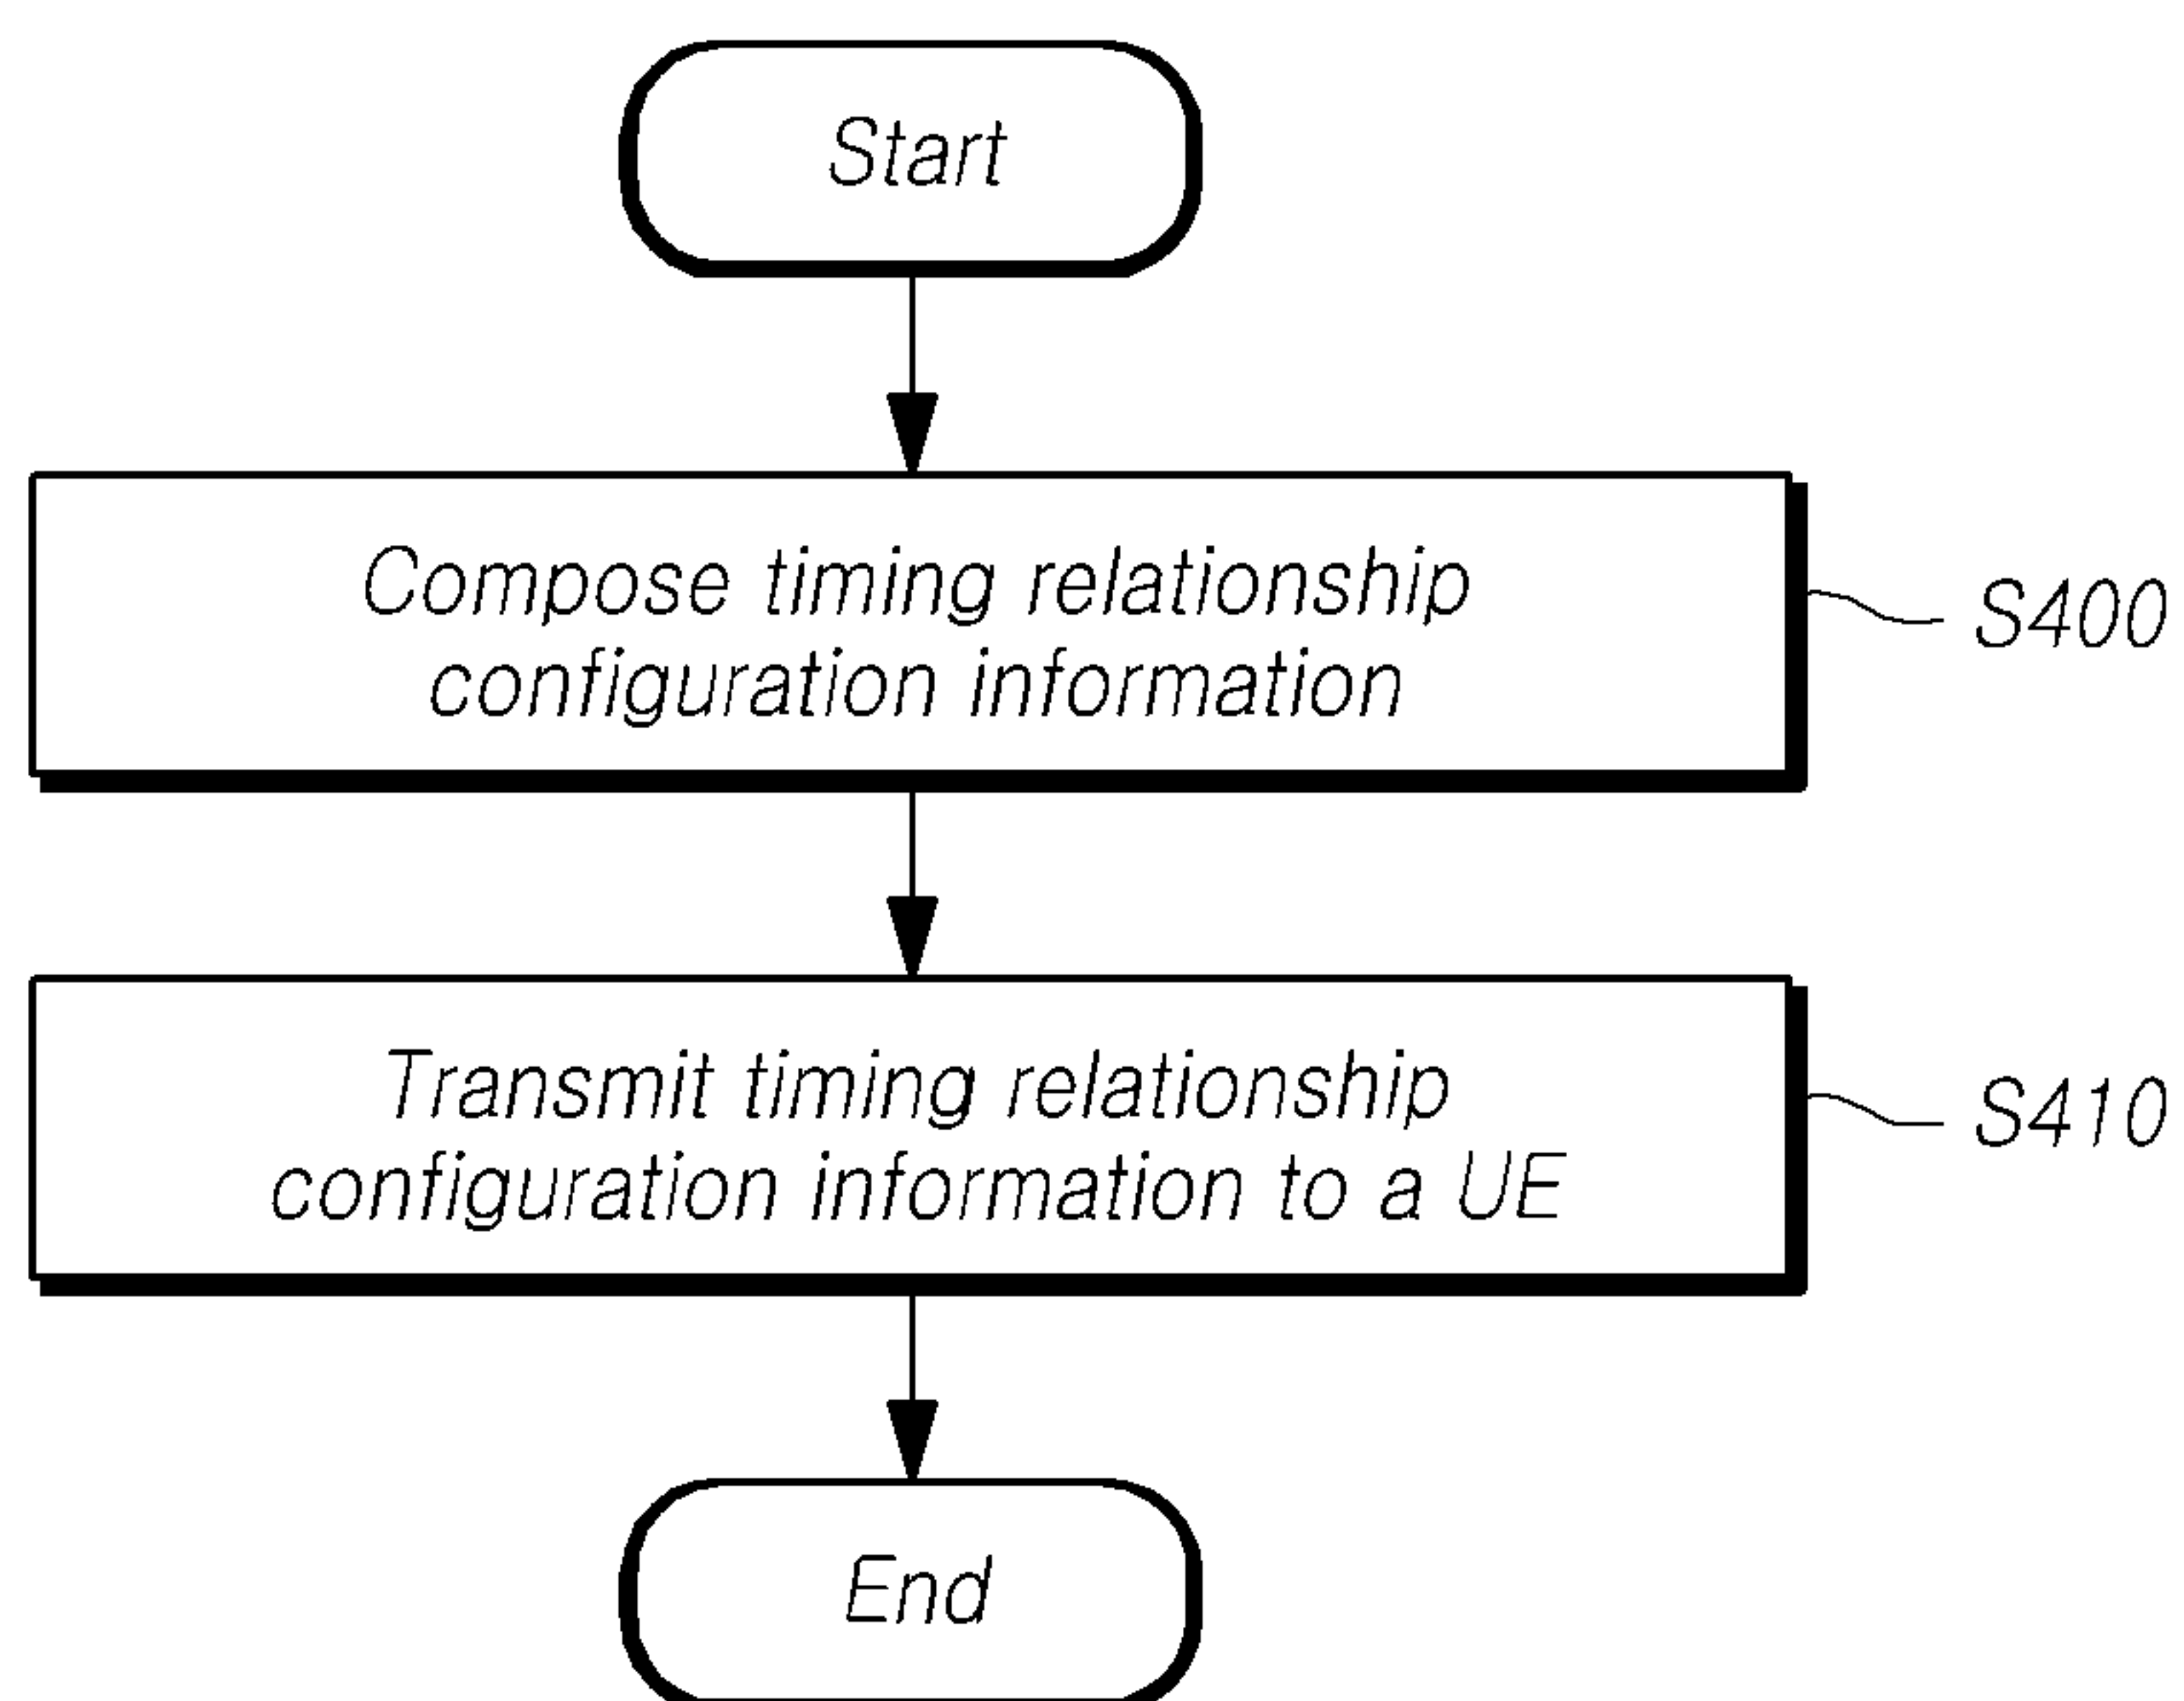 Start
Compose timing relationship
configuration information
S400
Transmit timing relationship
configuration information to a UE
S410
End